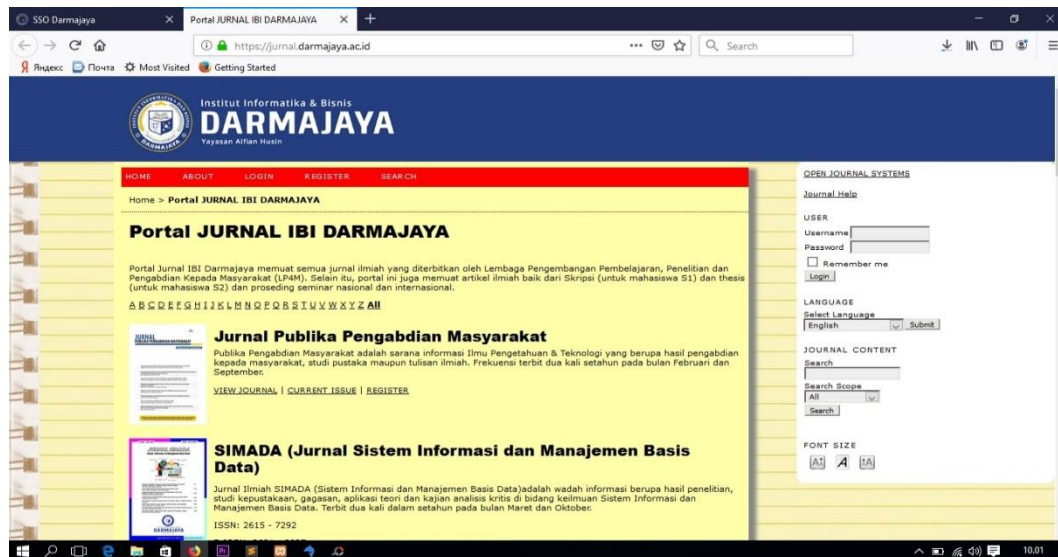 SSO Darmajaya
Portal JURNAL IBI DARMAJAYA
https://jurnal.darmajaya.ac.id
Search
Яндекс Почта Most Visited Getting Started
Institut Informatika & Bisnis
DARMAJAYA
Yayasan Alfian Husin
HOME ABOUT LOGIN REGISTER SEARCH
Home > Portal JURNAL IBI DARMAJAYA
Portal JURNAL IBI DARMAJAYA
Portal Jurnal IBI Darmajaya memuat semua jurnal ilmiah yang diterbitkan oleh Lembaga Pengembangan Pembelajaran, Penelitian dan
Pengabdian Kepada Masyarakat (LP4M). Selain itu, portal ini juga memuat artikel ilmiah baik dari Skripsi (untuk mahasiswa S1) dan thesis
(untuk mahasiswa S2) dan proseding seminar nasional dan internasional.
A B C D E F G H I J K L M N O P Q R S T U V W X Y Z All
Jurnal Publika Pengabdian Masyarakat
Publika Pengabdian Masyarakat adalah sarana informasi Ilmu Pengetahuan & Teknologi yang berupa hasil pengabdian
kepada masyarakat, studi pustaka maupun tulisan ilmiah. Frekuensi terbit dua kali setahun pada bulan Februari dan
September.
VIEW JOURNAL | CURRENT ISSUE | REGISTER
SIMADA (Jurnal Sistem Informasi dan Manajemen Basis
Data)
Jurnal Ilmiah SIMADA (Sistem Informasi dan Manajemen Basis Data)adalah wadah informasi berupa hasil penelitian,
studi kepustakaan, gagasan, aplikasi teori dan kajian analisis kritis di bidang keilmuan Sistem Informasi dan
Manajemen Basis Data. Terbit dua kali dalam setahun pada bulan Maret dan Oktober.
ISSN: 2615 - 7292
OPEN JOURNAL SYSTEMS
Journal Help
USER
Username
Password
Remember me
Login
LANGUAGE
Select Language
English Submit
JOURNAL CONTENT
Search
Search Scope
All
Search
FONT SIZE
10.01